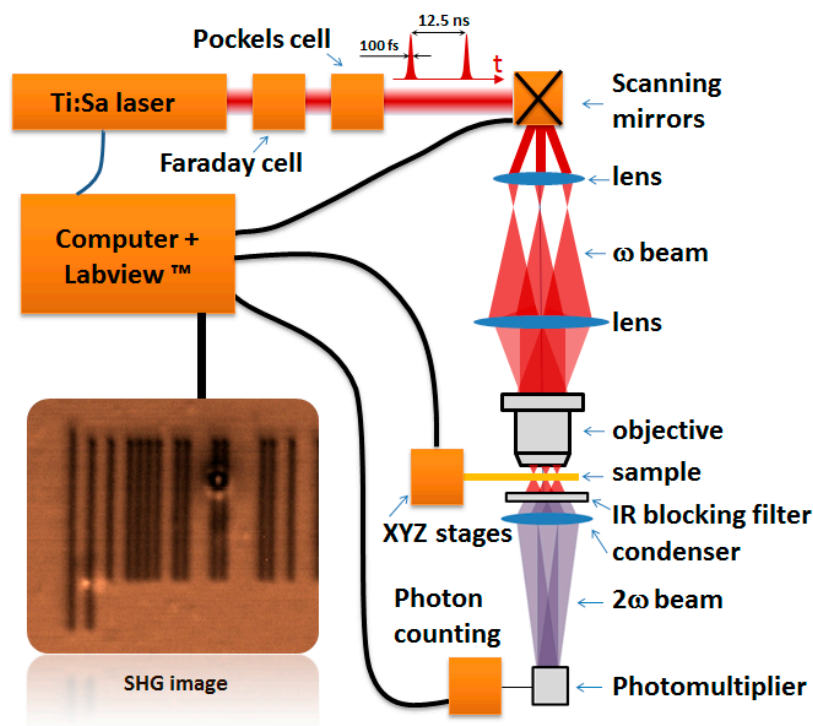 12.5 ns
Pockels cell
100 fs
t
Ti:Sa laser
Scanning
mirrors
Faraday cell
lens
Computer +
Labview ™
ω beam
lens
objective
sample
IR blocking filter
XYZ stages
condenser
Photon
counting
2ω beam
SHG image
Photomultiplier